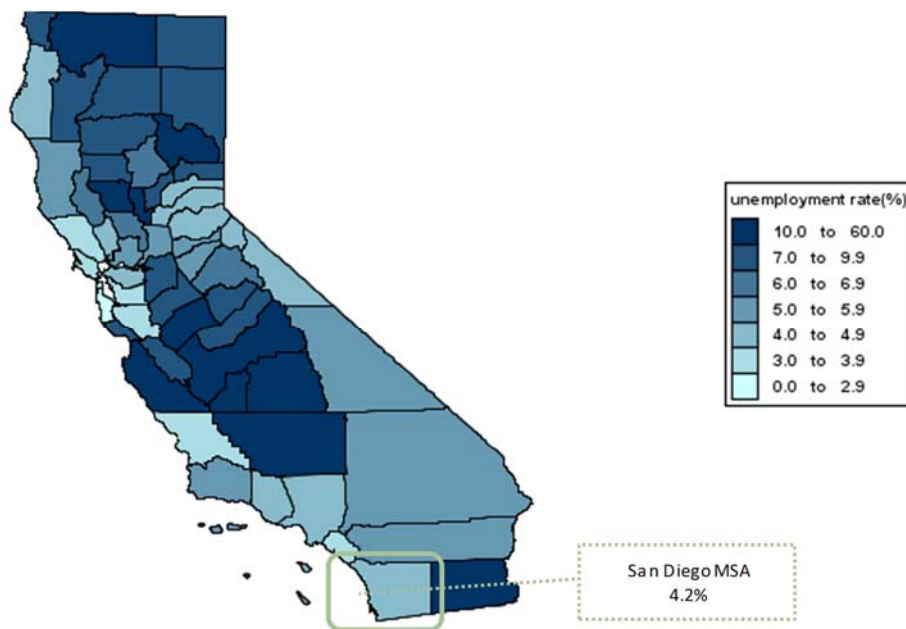 unemployment rate(%)
10.0 to 60.0
7.0 to 9.9
6.0 to 6.9
5.0 to 5.9
4.0 to 4.9
3.0 to 3.9
0.0 to 2.9
San Diego MSA
4.2%